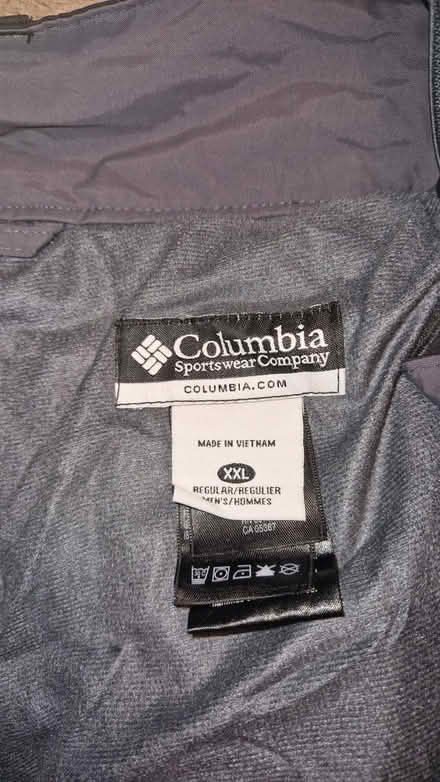 Columbia
Sportswear Company
COLUMBIA.COM
MADE IN VIETNAM
XXL
REGULAR/REGULIER
MEN'S/HOMMES
CA 05367